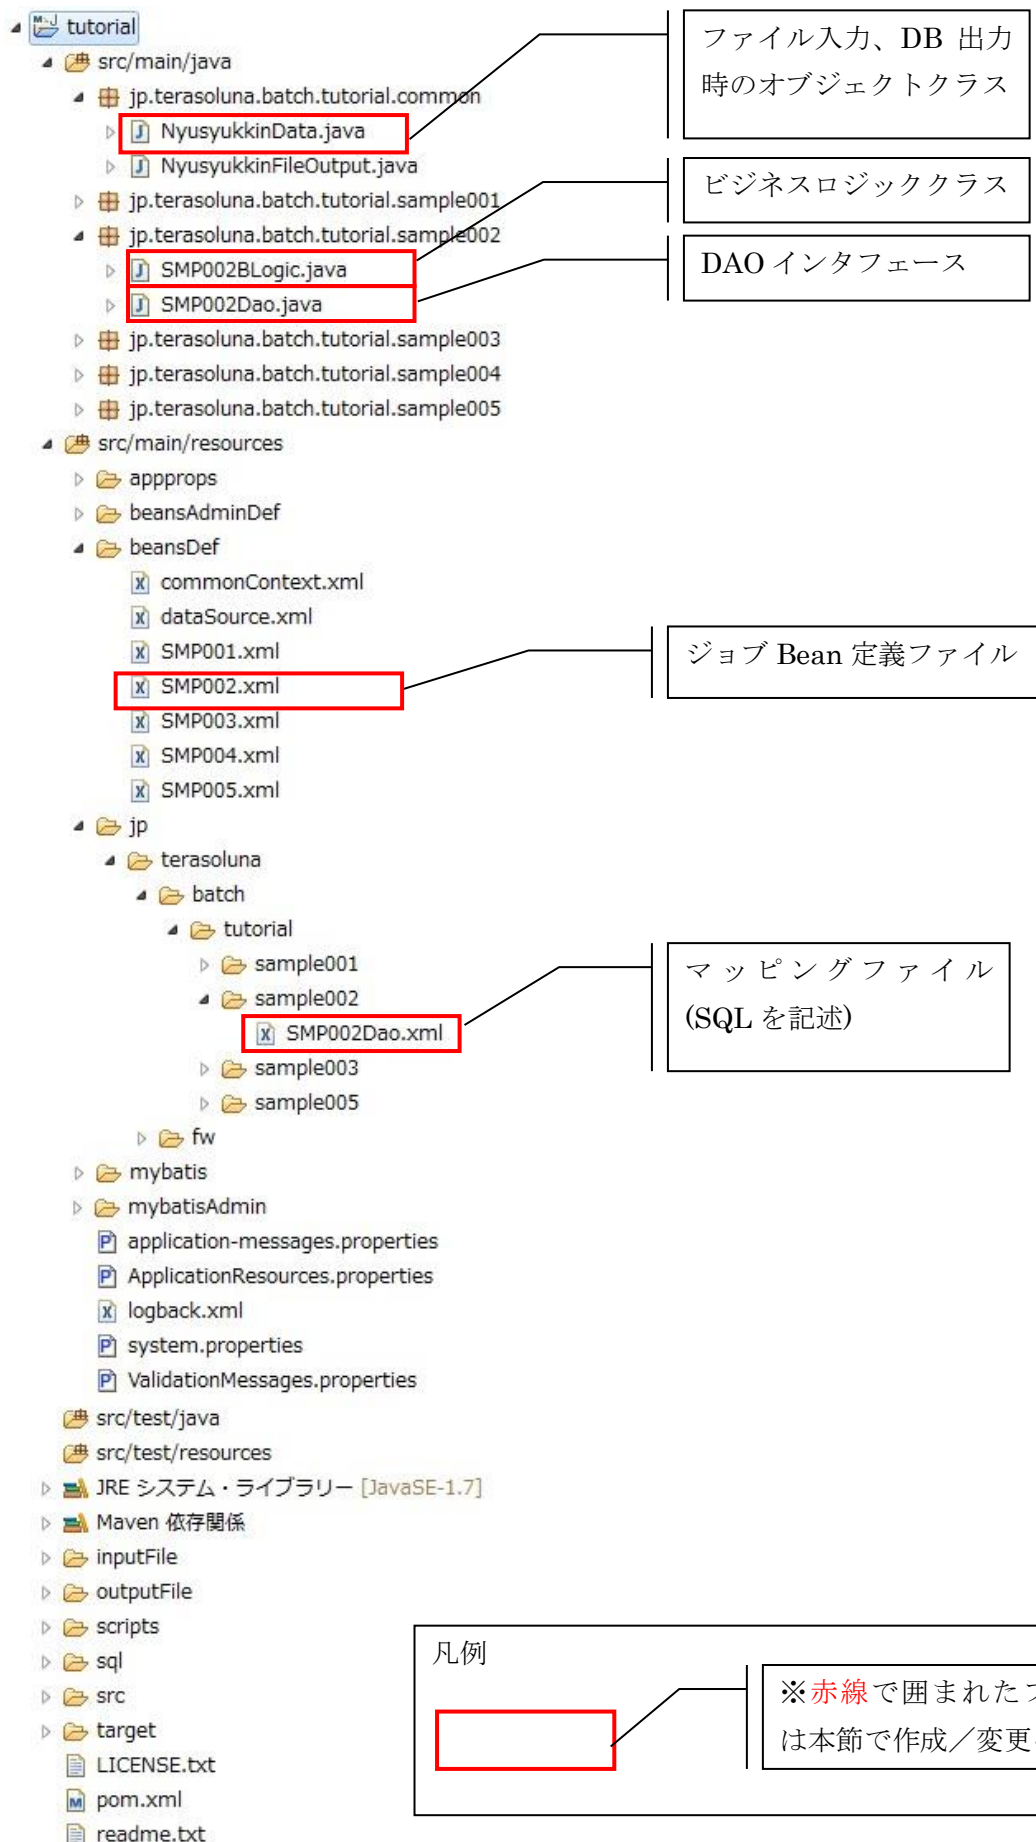 tutorial
src/main/java
jp.terasoluna.batch.tutorial.common
NyusyukkinData.java
NyusyukkinFileOutput.java
jp.terasoluna.batch.tutorial.sample001
jp.terasoluna.batch.tutorial.sample002
SMP002BLogic.java
SMP002Dao.java
jp.terasoluna.batch.tutorial.sample003
jp.terasoluna.batch.tutorial.sample004
jp.terasoluna.batch.tutorial.sample005
src/main/resources
appprops
beansAdminDef
beansDef
commonContext.xml
dataSource.xml
SMP001.xml
SMP002.xml
SMP003.xml
SMP004.xml
SMP005.xml
jp
terasoluna
batch
tutorial
sample001
sample002
SMP002Dao.xml
sample003
sample005
fw
mybatis
mybatisAdmin
application-messages.properties
ApplicationResources.properties
logback.xml
system.properties
ValidationMessages.properties
src/test/java
src/test/resources
JRE システム・ライブラリー [JavaSE-1.7]
Maven 依存関係
inputFile
outputFile
scripts
sql
src
target
LICENSE.txt
pom.xml
readme.txt
ファイル入力、DB 出力
時のオブジェクトクラス
ビジネスロジッククラス
DAO インタフェース
ジョブ Bean 定義ファイル
マッピングファイル
(SQL を記述)
凡例
※赤線で囲まれた
は本節で作成／変更